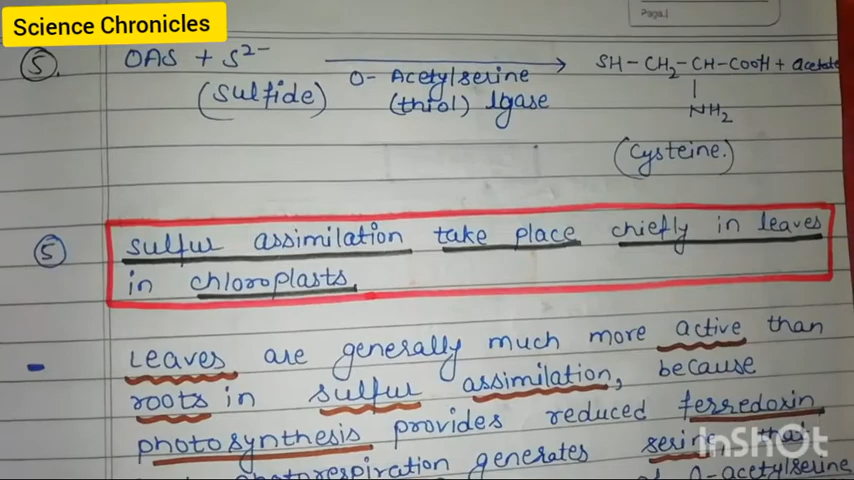 Science Chronicles
Page.
5. OAS + S²⁻ → SH-CH₂-CH-COOH + acetate
O-Acetylserine
(sulfide) (thiol) lgase
NH₂
(Cysteine.)
5 sulfur assimilation take place chiefly in leaves
in chloroplasts.
- Leaves are generally much more active than
roots in sulfur assimilation, because
photosynthesis provides reduced ferredoxin
photorespiration generates serine, that
O-acetylserine
InShOt